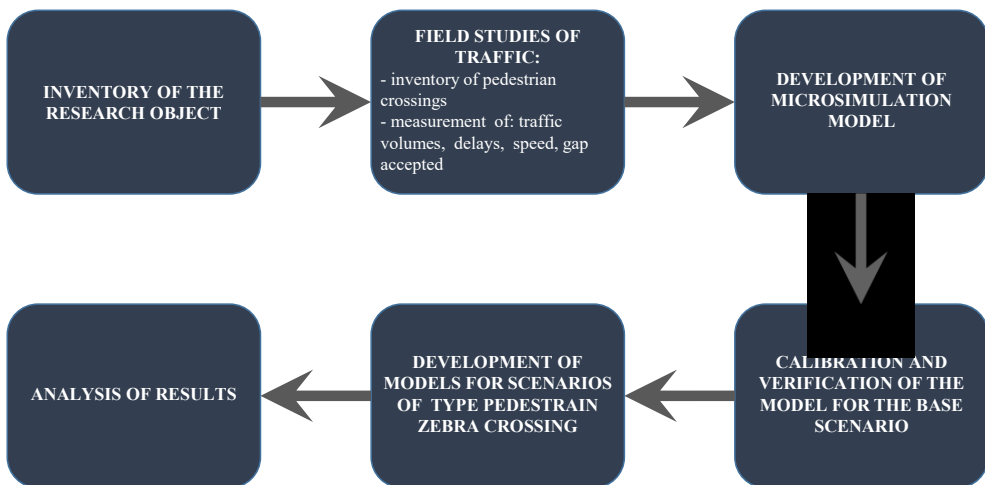 INVENTORY OF THE
RESEARCH OBJECT
FIELD STUDIES OF
TRAFFIC:
- inventory of pedestrian
crossings
- measurement of: traffic
volumes, delays, speed, gap
accepted
DEVELOPMENT OF
MICROSIMULATION
MODEL
CALIBRATION AND
VERIFICATION OF THE
MODEL FOR THE BASE
SCENARIO
DEVELOPMENT OF
MODELS FOR SCENARIOS
OF TYPE PEDESTRAIN
ZEBRA CROSSING
ANALYSIS OF RESULTS